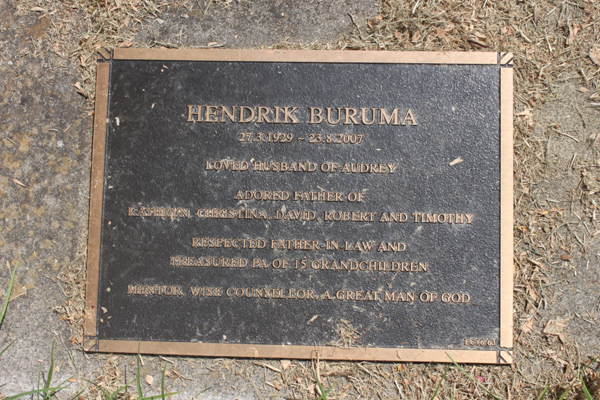 HENDRIK BURUMA
27.3.1929 – 23.8.2007
LOVED HUSBAND OF AUDREY
ADORED FATHER OF
KATHRYN, CHRISTINA, DAVID, ROBERT AND TIMOTHY
RESPECTED FATHER-IN-LAW AND
TREASURED PA OF 15 GRANDCHILDREN
MENTOR, WISE COUNSELLOR, A GREAT MAN OF GOD